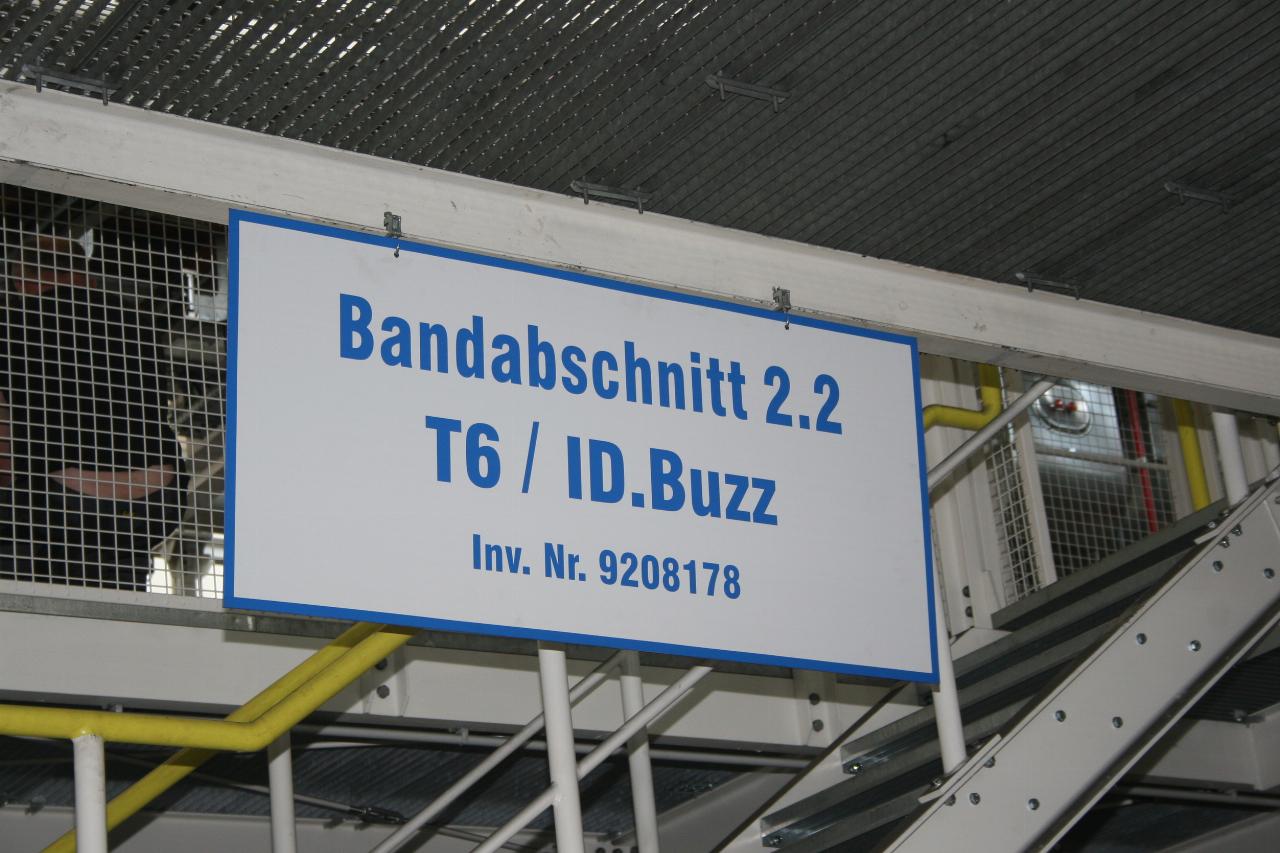 Bandabschnitt 2.2
T6 / ID.Buzz
Inv. Nr. 9208178